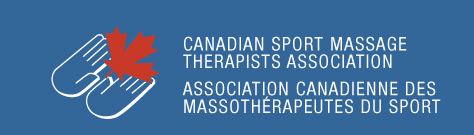 CANADIAN SPORT MASSAGE
THERAPISTS ASSOCIATION
ASSOCIATION CANADIENNE DES
MASSOTHÉRAPEUTES DU SPORT